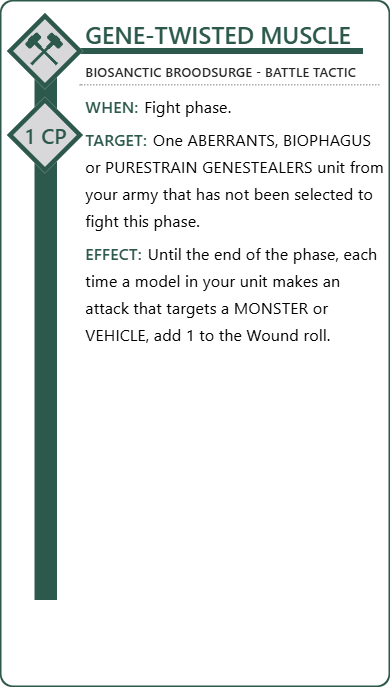 GENE-TWISTED MUSCLE
BIOSANCTIC BROODSURGE - BATTLE TACTIC
WHEN: Fight phase.
1 CP
TARGET: One ABERRANTS, BIOPHAGUS
or PURESTRAIN GENESTEALERS unit from
your army that has not been selected to
fight this phase.
EFFECT: Until the end of the phase, each
time a model in your unit makes an
attack that targets a MONSTER or
VEHICLE, add 1 to the Wound roll.